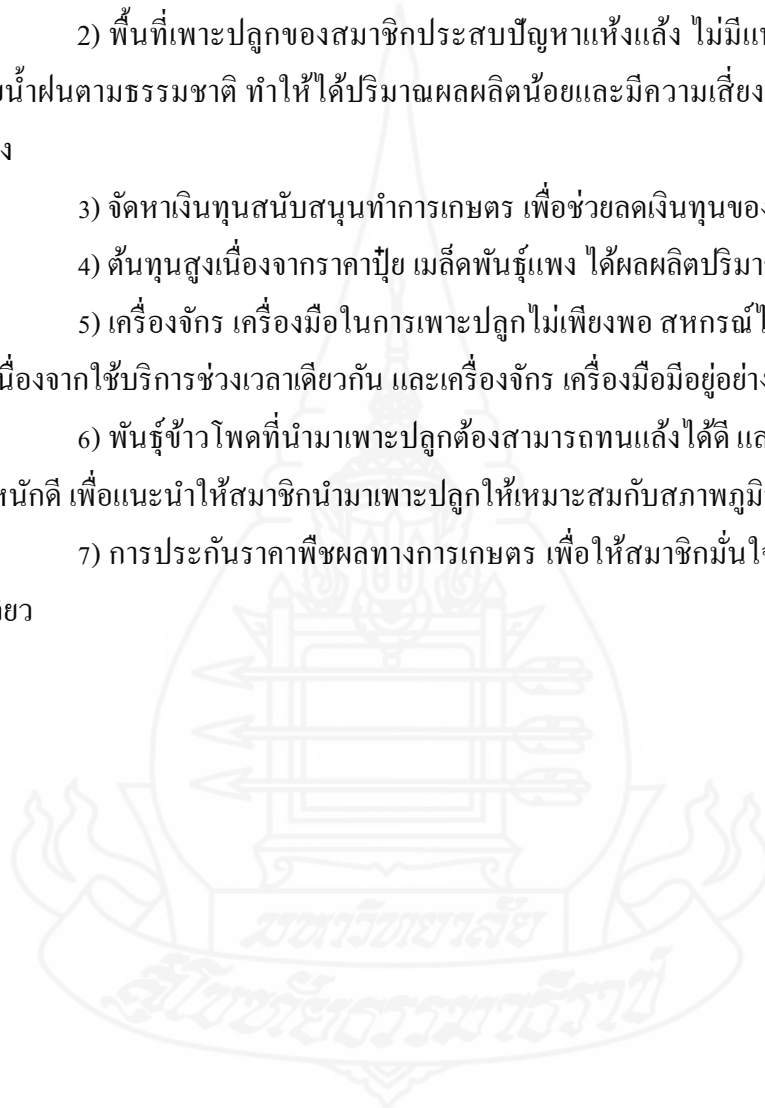 2) พื้นที่เพาะปลูกของสมาชิกประสบปัญหาแห้งแล้ง ไม่มี
น้ำฝนตามธรรมชาติ ทำให้ได้ปริมาณผลผลิตน้อยและมีความเสี่ยง
3) จัดหาเงินทุนสนับสนุนทำการเกษตร เพื่อช่วยลดเงินทุนของ
4) ต้นทุนสูงเนื่องจากราคาปุ๋ย เมล็ดพันธุ์แพง ได้ผลผลิต
5) เครื่องจักร เครื่องมือในการเพาะปลูกไม่เพียงพอ สหกรณ์
นื่องจากใช้บริการช่วงเวลาเดียวกัน และเครื่องจักร เครื่องมือมีอยู่อย่าง
6) พันธุ์ข้าวโพดที่นำมาเพาะปลูกต้องสามารถทนแล้งได้ดี
หนักดี เพื่อแนะนำให้สมาชิกนำมาเพาะปลูกให้เหมาะสมกับสภาพภูมิ
7) การประกันราคาพืชผลทางการเกษตร เพื่อให้สมาชิกมั่นใจ
ยว
มหาวิทยาลัย
สุโขทัยธรรมาธิราช